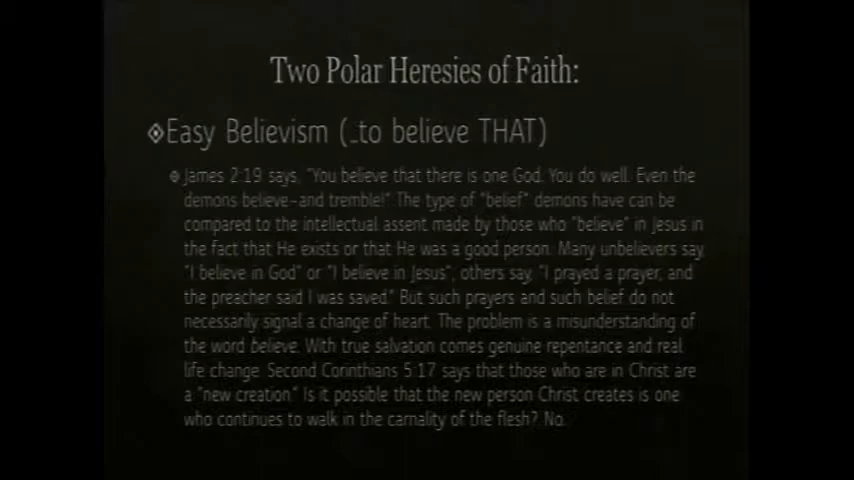 Two Polar Heresies of Faith:
Easy Believism (...to believe THAT)
James 2:19 says, "You believe that there is one God. You do well. Even the
demons believe–and tremble!" The type of "belief" demons have can be
compared to the intellectual assent made by those who "believe" in Jesus in
the fact that He exists or that He was a good person. Many unbelievers say,
"I believe in God" or "I believe in Jesus", others say, "I prayed a prayer, and
the preacher said I was saved." But such prayers and such belief do not
necessarily signal a change of heart. The problem is a misunderstanding of
the word believe. With true salvation comes genuine repentance and real
life change. Second Corinthians 5:17 says that those who are in Christ are
a "new creation." Is it possible that the new person Christ creates is one
who continues to walk in the carnality of the flesh? No.